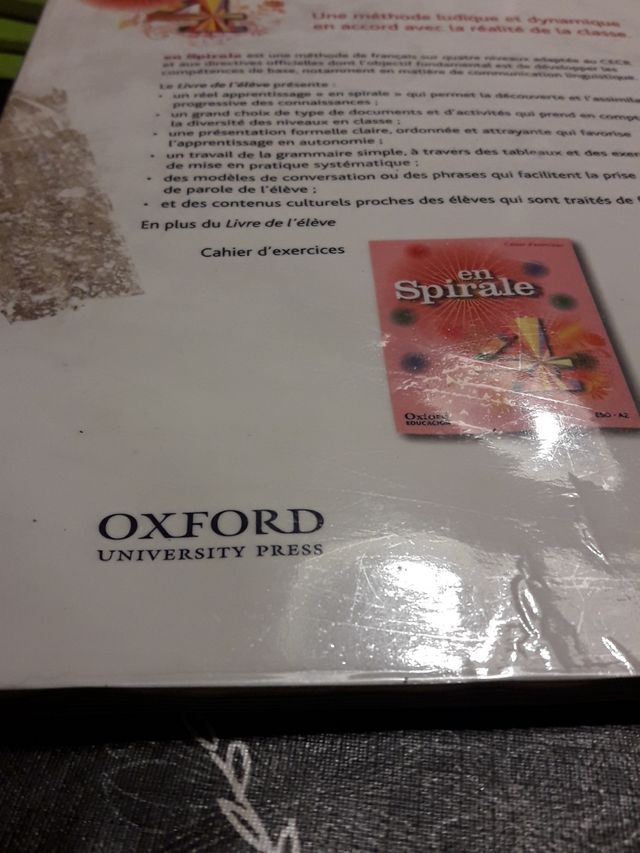 4
Une méthode ludique et dynamique
en accord avec la réalité de la classe
en Spirale est une méthode de français sur quatre niveaux adaptée au CECR
et aux directives officielles dont l'objectif fondamental est de développer les
compétences de base, notamment en matière de communication linguistique.
Le Livre de l'élève présente :
• un réel apprentissage « en spirale » qui permet la découverte et
progressive des connaissances ;
• un grand choix de type de documents et d'activités qui prend en
la diversité des niveaux en classe ;
• une présentation formelle claire, ordonnée et attrayante qui favorise
l'apprentissage en autonomie ;
• un travail de la grammaire simple, à travers des tableaux et des
de mise en pratique systématique ;
• des modèles de conversation ou des phrases qui facilitent la prise
de parole de l'élève ;
• et des contenus culturels proches des élèves qui sont traités de
En plus du Livre de l'élève
Cahier d'exercices
Cahier d'exercices
en
Spirale
4
Oxford
EDUCACIÓN
ESO - A2
OXFORD
UNIVERSITY PRESS